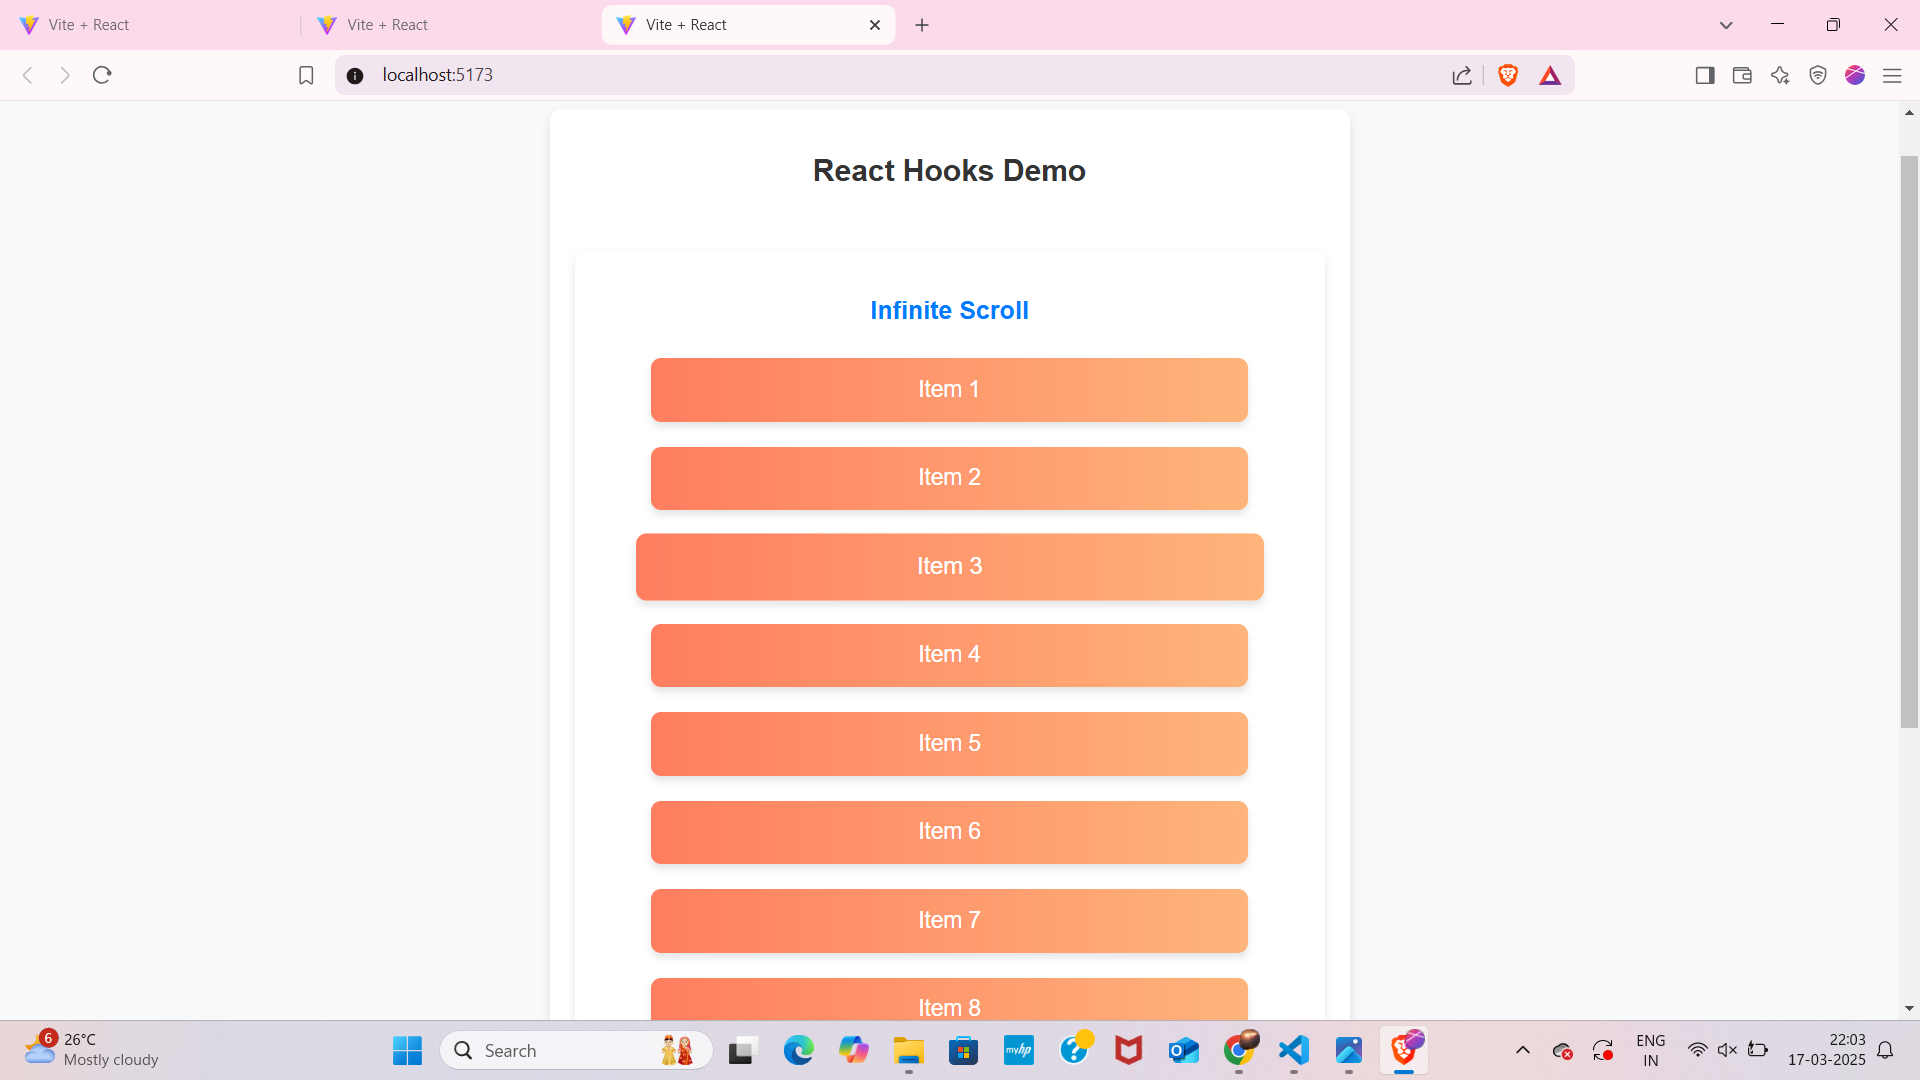 Vite + React
Vite + React
Vite + React
localhost:5173
React Hooks Demo
Infinite Scroll
Item 1
Item 2
Item 3
Item 4
Item 5
Item 6
Item 7
Item 8
6
26°C
Mostly cloudy
Search
myhp
ENG
IN
22:03
17-03-2025